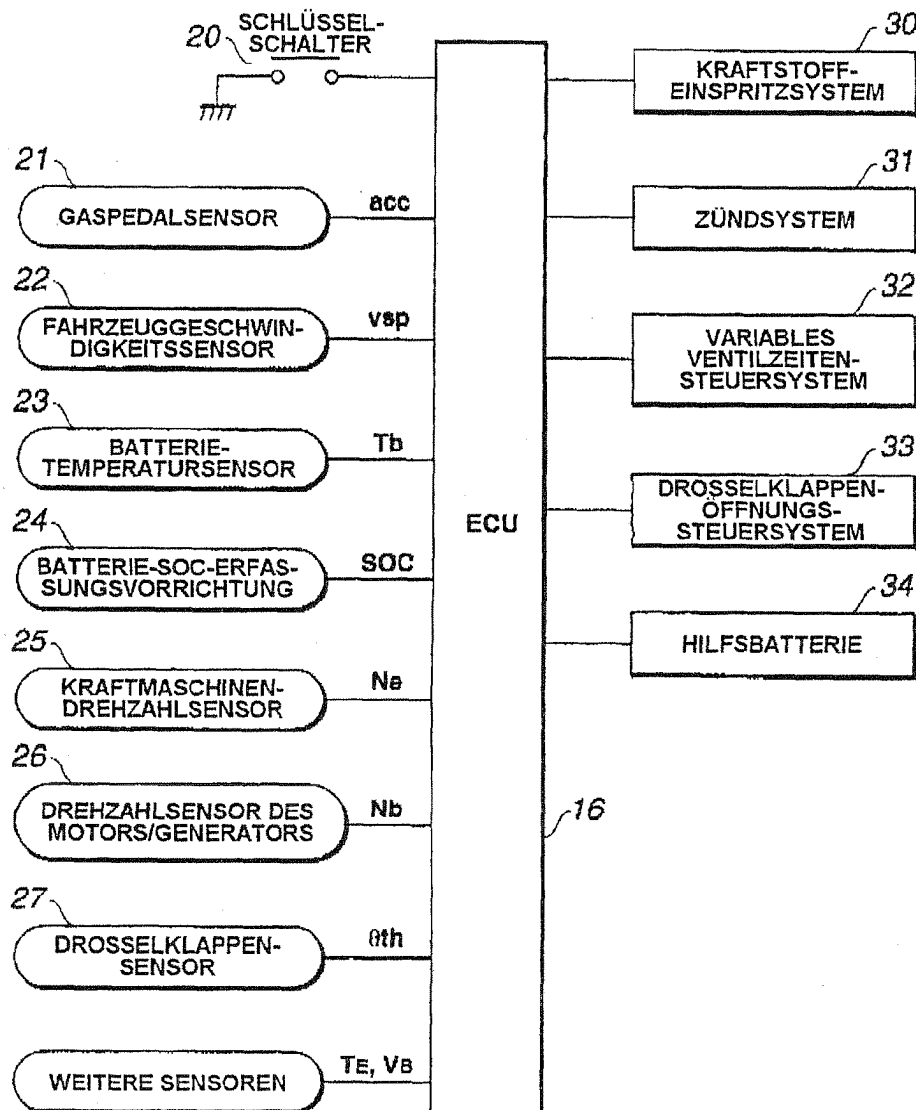 20
SCHLÜSSEL-
SCHALTER
21
GASPEDALSENSOR
acc
22
FAHRZEUGGESCHWIN-
DIGKEITSSENSOR
vsp
23
BATTERIE-
TEMPERATURSENSOR
Tb
24
BATTERIE-SOC-ERFAS-
SUNGSVORRICHTUNG
SOC
25
KRAFTMASCHINEN-
DREHZAHLSENSOR
Na
26
DREHZAHLSENSOR DES
MOTORS/GENERATORS
Nb
27
DROSSELKLAPPEN-
SENSOR
θth
WEITERE SENSOREN
TE, VB
ECU
16
30
KRAFTSTOFF-
EINSPRITZSYSTEM
31
ZÜNDSYSTEM
32
VARIABLES
VENTILZEITEN-
STEUERSYSTEM
33
DROSSELKLAPPEN-
ÖFFNUNGS-
STEUERSYSTEM
34
HILFSBATTERIE